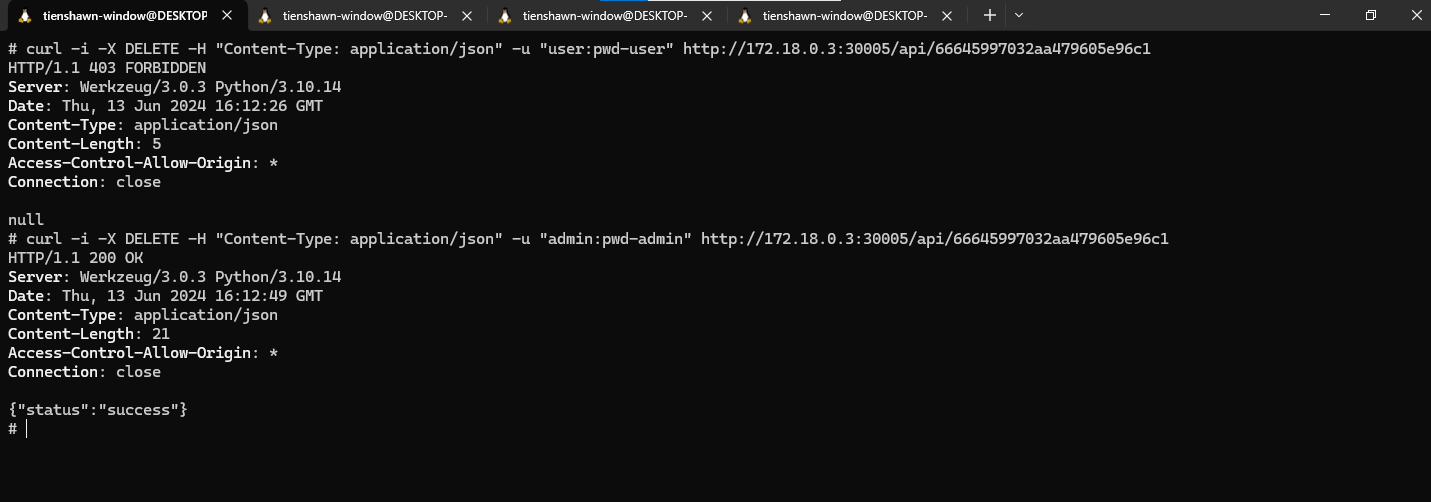 tienshawn-window@DESKTOP- tienshawn-window@DESKTOP- tienshawn-window@DESKTOP- tienshawn-window@DESKTOP-
# curl -i -X DELETE -H "Content-Type: application/json" -u "user:pwd-user" http://172.18.0.3:30005/api/66645997032aa479605e96c1
HTTP/1.1 403 FORBIDDEN
Server: Werkzeug/3.0.3 Python/3.10.14
Date: Thu, 13 Jun 2024 16:12:26 GMT
Content-Type: application/json
Content-Length: 5
Access-Control-Allow-Origin: *
Connection: close

null
# curl -i -X DELETE -H "Content-Type: application/json" -u "admin:pwd-admin" http://172.18.0.3:30005/api/66645997032aa479605e96c1
HTTP/1.1 200 OK
Server: Werkzeug/3.0.3 Python/3.10.14
Date: Thu, 13 Jun 2024 16:12:49 GMT
Content-Type: application/json
Content-Length: 21
Access-Control-Allow-Origin: *
Connection: close

{"status":"success"}
#